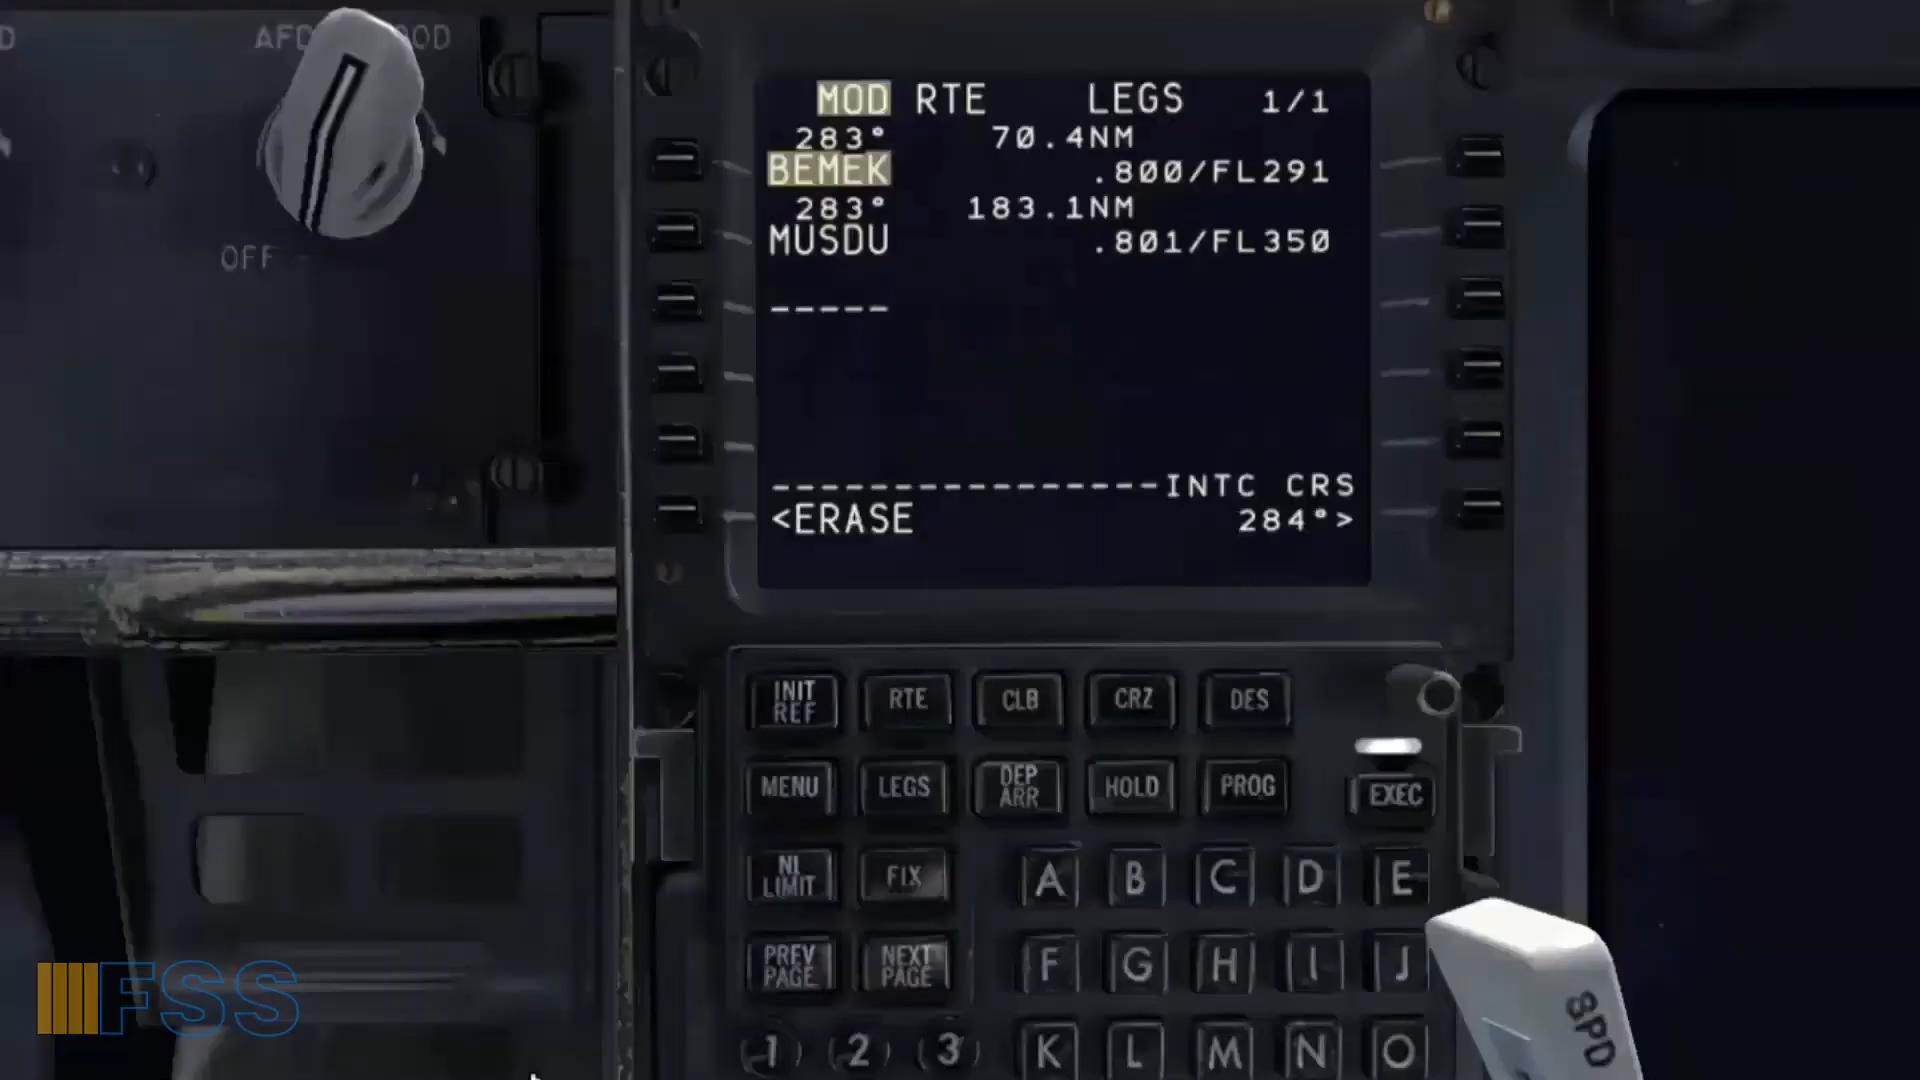 MOD RTE LEGS 1/1
283° 70.4NM
BEMEK .800/FL291
283° 183.1NM
MUSDU .801/FL350
-----
----------------INTC CRS
<ERASE 284°>
OFF
INIT REF
RTE
CLB
CRZ
DES
MENU
LEGS
DEP ARR
HOLD
PROG
EXEC
N1 LIMIT
FIX
A B C D E
PREV PAGE
NEXT PAGE
F G H I J
1 2 3
K L M N O
SPD
FSS